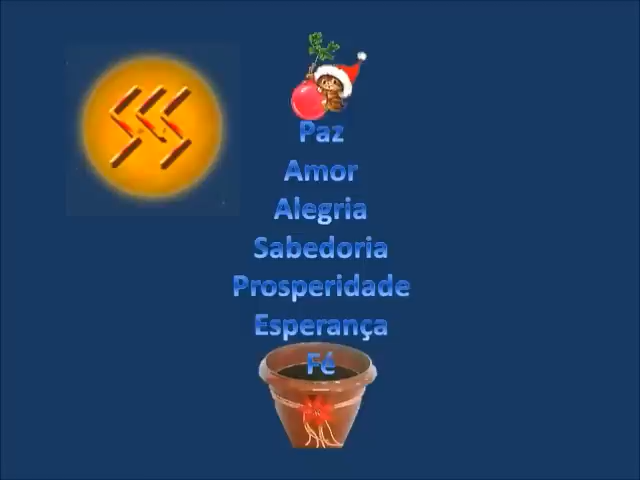 Paz
Amor
Alegria
Sabedoria
Prosperidade
Esperança
Fé